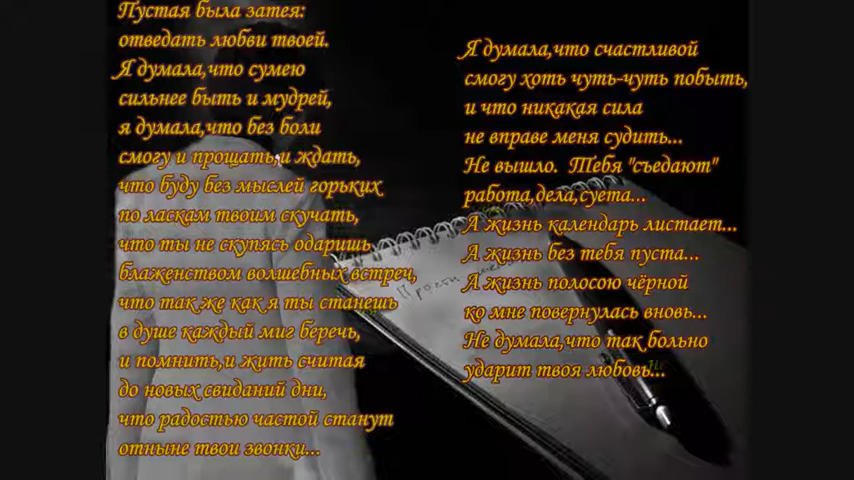 Пустая была затея:
отведать любви твоей.
Я думала,что сумею
сильнее быть и мудрей,
я думала,что без боли
смогу и прощать,и ждать,
что буду без мыслей горьких
по ласкам твоим скучать,
что ты не скупясь одаришь
блаженством волшебных встреч,
что так же как я ты станешь
в душе каждый миг беречь,
и помнить,и жить считая
до новых свиданий дни,
что радостью частой станут
отныне твои звонки...
Я думала,что счастливой
смогу хоть чуть-чуть побыть,
и что никакая сила
не вправе меня судить...
Не вышло. Тебя "съедают"
работа,дела,суета...
А жизнь календарь листает...
А жизнь без тебя пуста...
А жизнь полосою чёрной
ко мне повернулась вновь...
Не думала,что так больно
ударит твоя любовь...
Прости